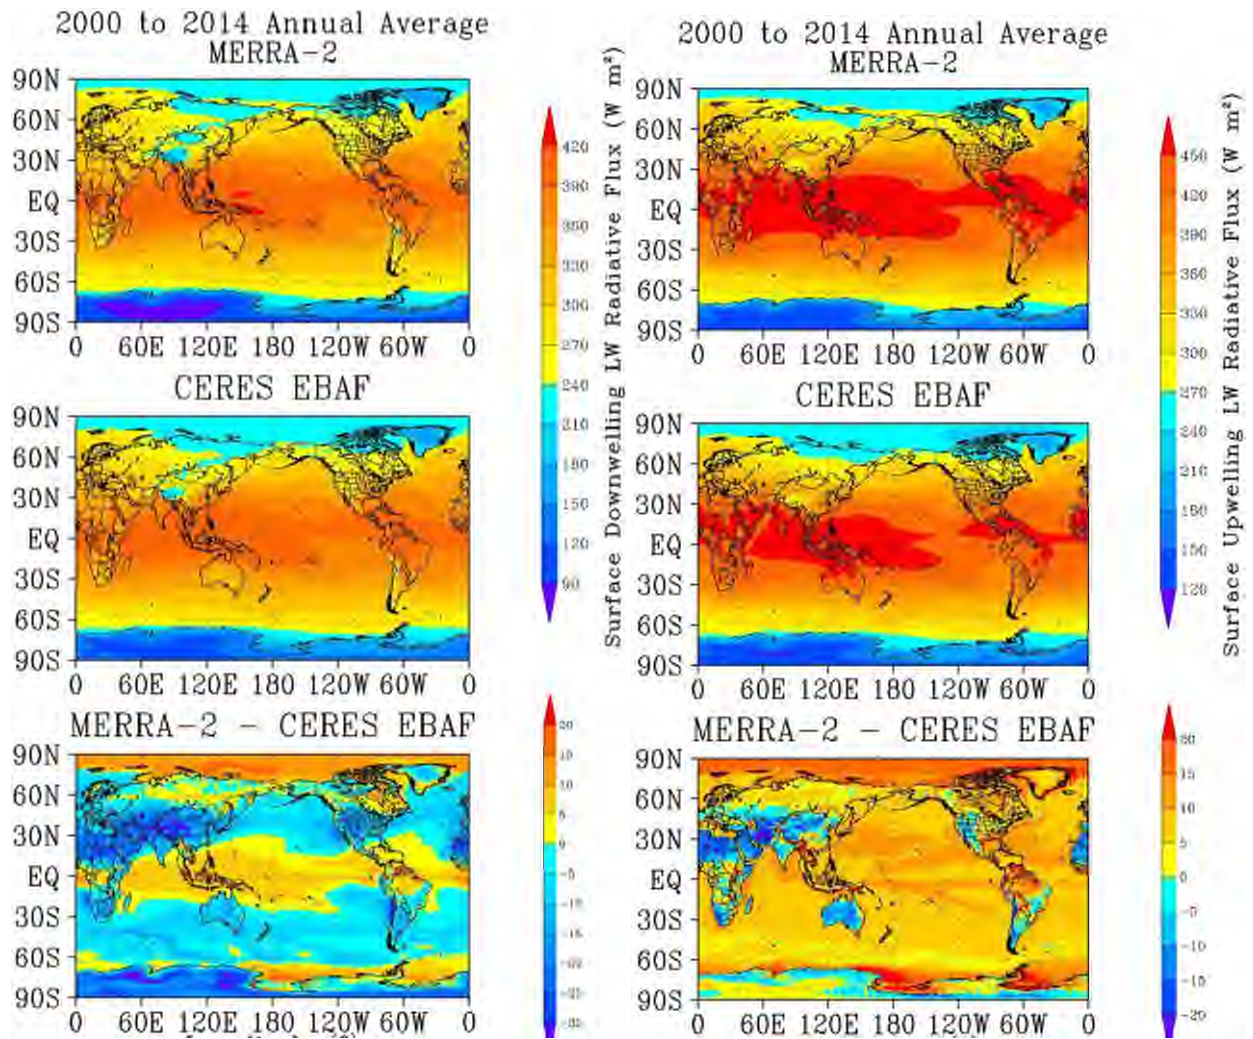 2000 to 2014 Annual Average
MERRA-2
90N
60N
30N
EQ
30S
60S
90S
0 60E 120E 180 120W 60W 0
CERES EBAF
90N
60N
30N
EQ
30S
60S
90S
0 60E 120E 180 120W 60W 0
MERRA-2 - CERES EBAF
90N
60N
30N
EQ
30S
60S
90S
0 60E 120E 180 120W 60W 0
420
390
350
330
300
270
240
210
180
150
120
90
Surface Downwelling LW Radiative Flux (W m²)
20
15
10
5
0
-5
2000 to 2014 Annual Average
MERRA-2
90N
60N
30N
EQ
30S
60S
90S
0 60E 120E 180 120W 60W 0
CERES EBAF
90N
60N
30N
EQ
30S
60S
90S
0 60E 120E 180 120W 60W 0
MERRA-2 - CERES EBAF
90N
60N
30N
EQ
30S
60S
90S
0 60E 120E 180 120W 60W 0
450
420
390
360
330
300
270
240
210
180
150
120
Surface Upwelling LW Radiative Flux (W m²)
15
10
5
0
-5
-10
-15
-20